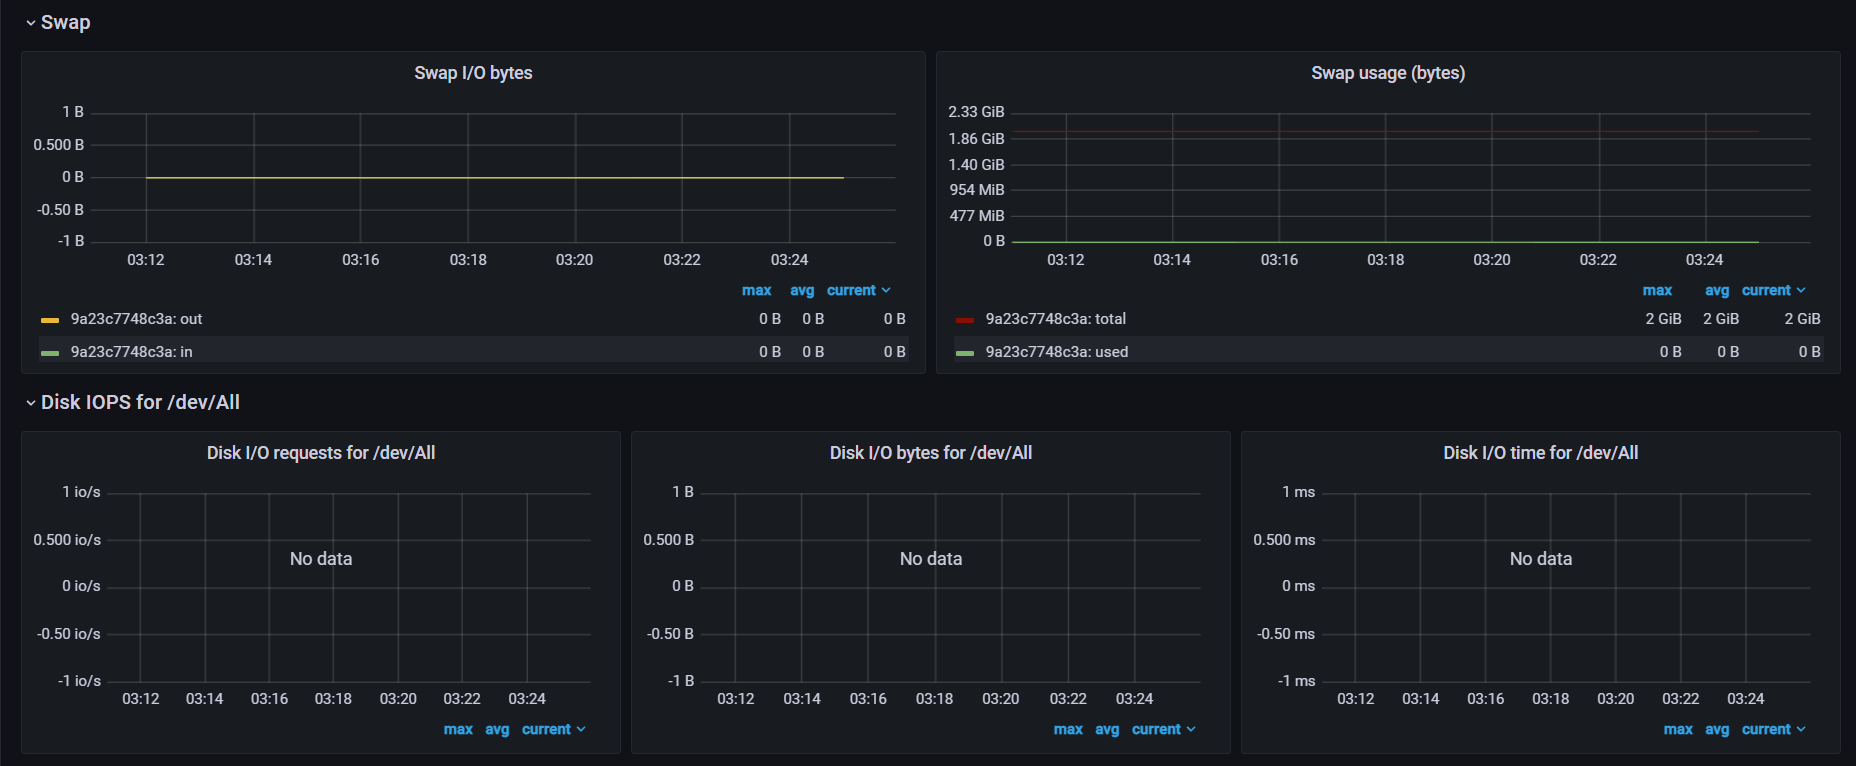 Swap
Swap I/O bytes
1 B
0.500 B
0 B
-0.50 B
-1 B
03:12 03:14 03:16 03:18 03:20 03:22 03:24
max avg current
9a23c7748c3a: out 0 B 0 B 0 B
9a23c7748c3a: in 0 B 0 B 0 B
Swap usage (bytes)
2.33 GiB
1.86 GiB
1.40 GiB
954 MiB
477 MiB
0 B
03:12 03:14 03:16 03:18 03:20 03:22 03:24
max avg current
9a23c7748c3a: total 2 GiB 2 GiB 2 GiB
9a23c7748c3a: used 0 B 0 B 0 B
Disk IOPS for /dev/All
Disk I/O requests for /dev/All
1 io/s
0.500 io/s
No data
0 io/s
-0.50 io/s
-1 io/s
03:12 03:14 03:16 03:18 03:20 03:22 03:24
max avg current
Disk I/O bytes for /dev/All
1 B
0.500 B
No data
0 B
-0.50 B
-1 B
03:12 03:14 03:16 03:18 03:20 03:22 03:24
max avg current
Disk I/O time for /dev/All
1 ms
0.500 ms
No data
0 ms
-0.50 ms
-1 ms
03:12 03:14 03:16 03:18 03:20 03:22 03:24
max avg current